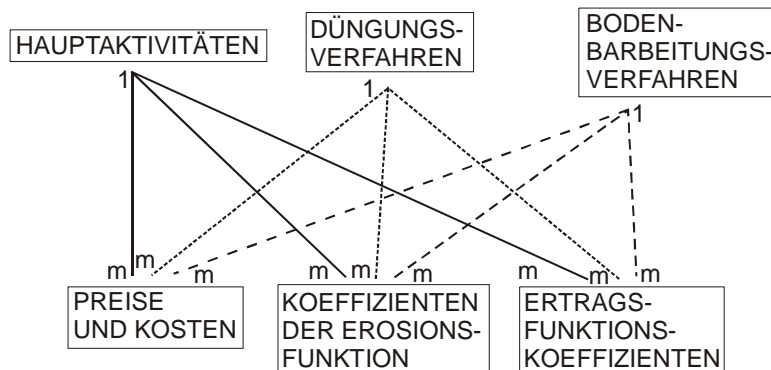 HAUPTAKTIVITÄTEN
DÜNGUNGS-
VERFAHREN
BODEN-
BARBEITUNGS-
VERFAHREN
1
1
1
m
m
m
m
m
m
m
m
m
PREISE
UND KOSTEN
KOEFFIZIENTEN
DER EROSIONS-
FUNKTION
ERTRAGS-
FUNKTIONS-
KOEFFIZIENTEN